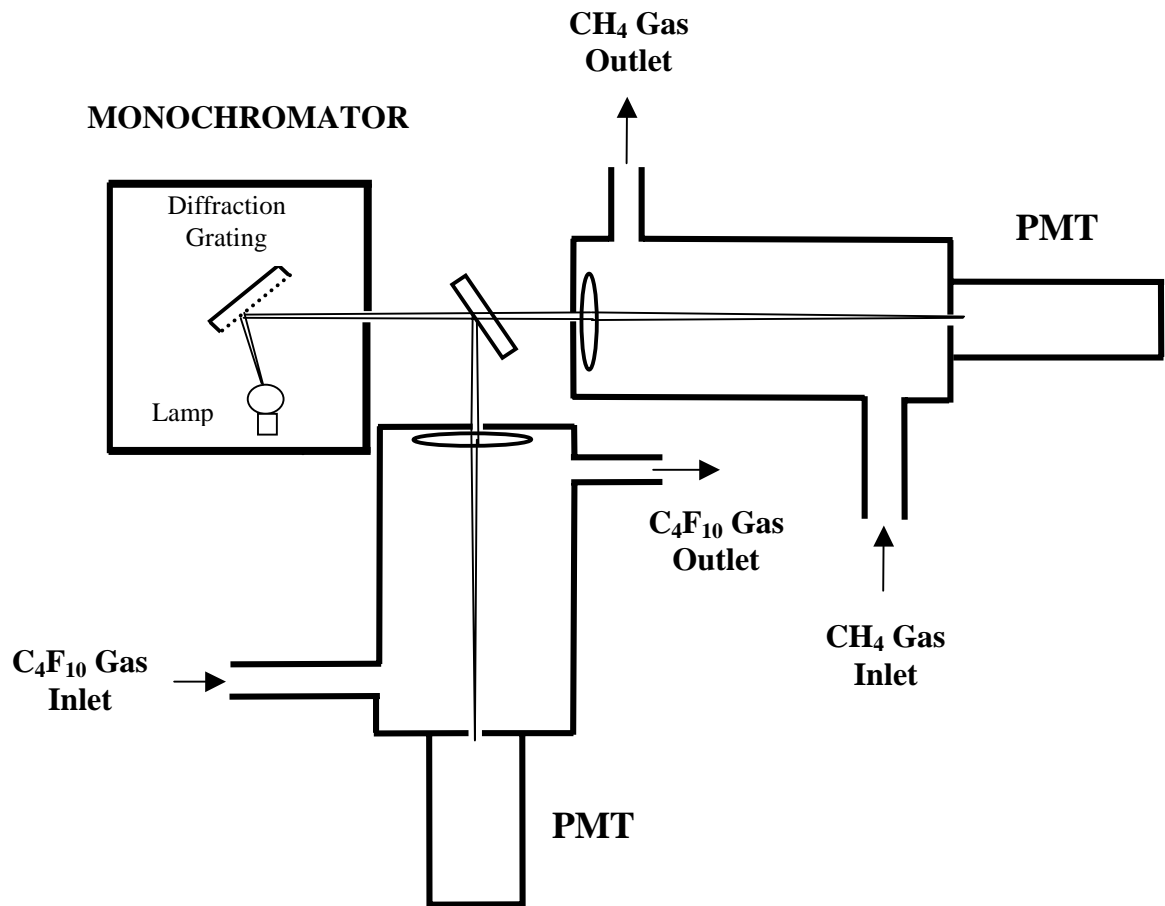 CH₄ Gas
Outlet
MONOCHROMATOR
Diffraction
Grating
PMT
Lamp
C₄F₁₀ Gas
Outlet
CH₄ Gas
Inlet
C₄F₁₀ Gas
Inlet
PMT